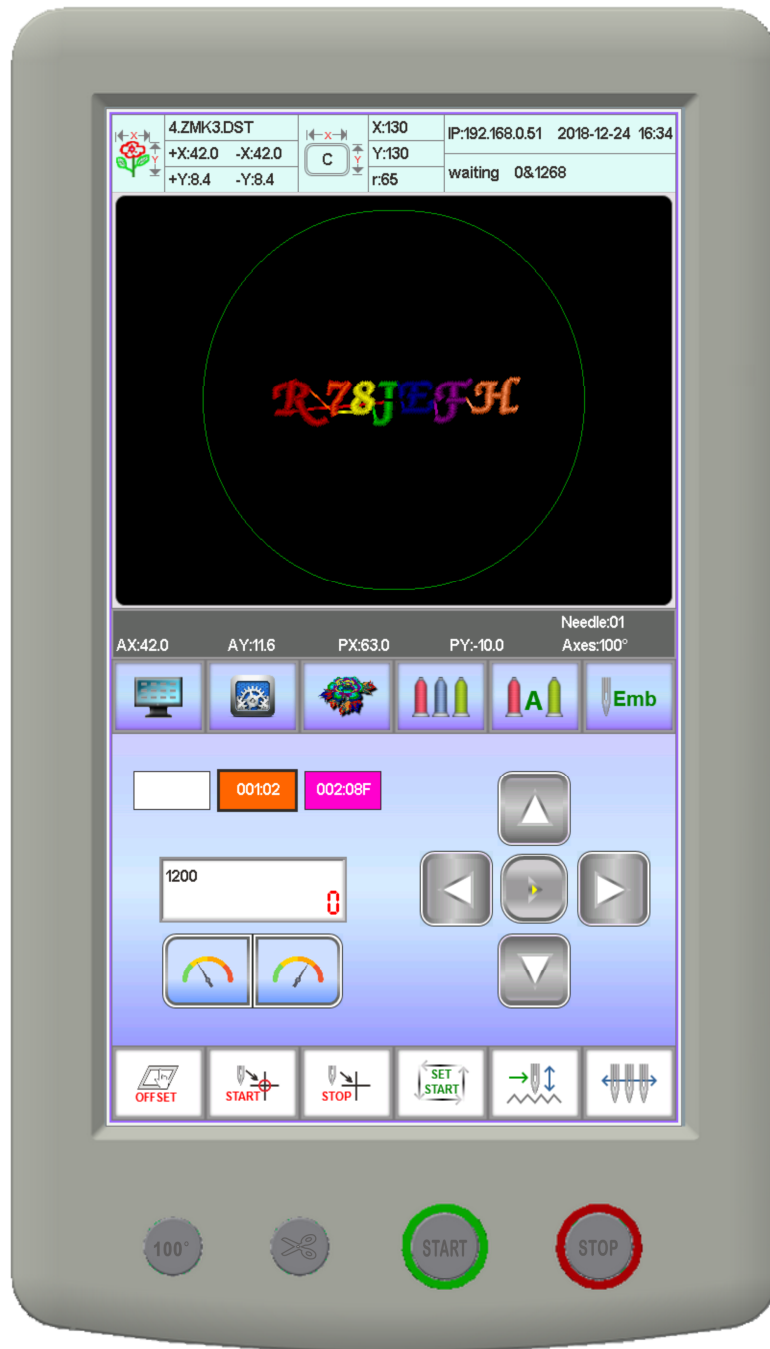 4.ZMK3.DST
+X:42.0 -X:42.0
+Y:8.4 -Y:8.4
X
Y
C
X
Y
X:130
Y:130
r:65
IP:192.168.0.51 2018-12-24 16:34
waiting 0&1268
RZ8JEFH
Needle:01
AX:42.0 AY:11.6 PX:63.0 PY:-10.0 Axes:100°
A
Emb
001:02 002:08F
1200
0
OFFSET
START
STOP
SET
START
100°
START
STOP